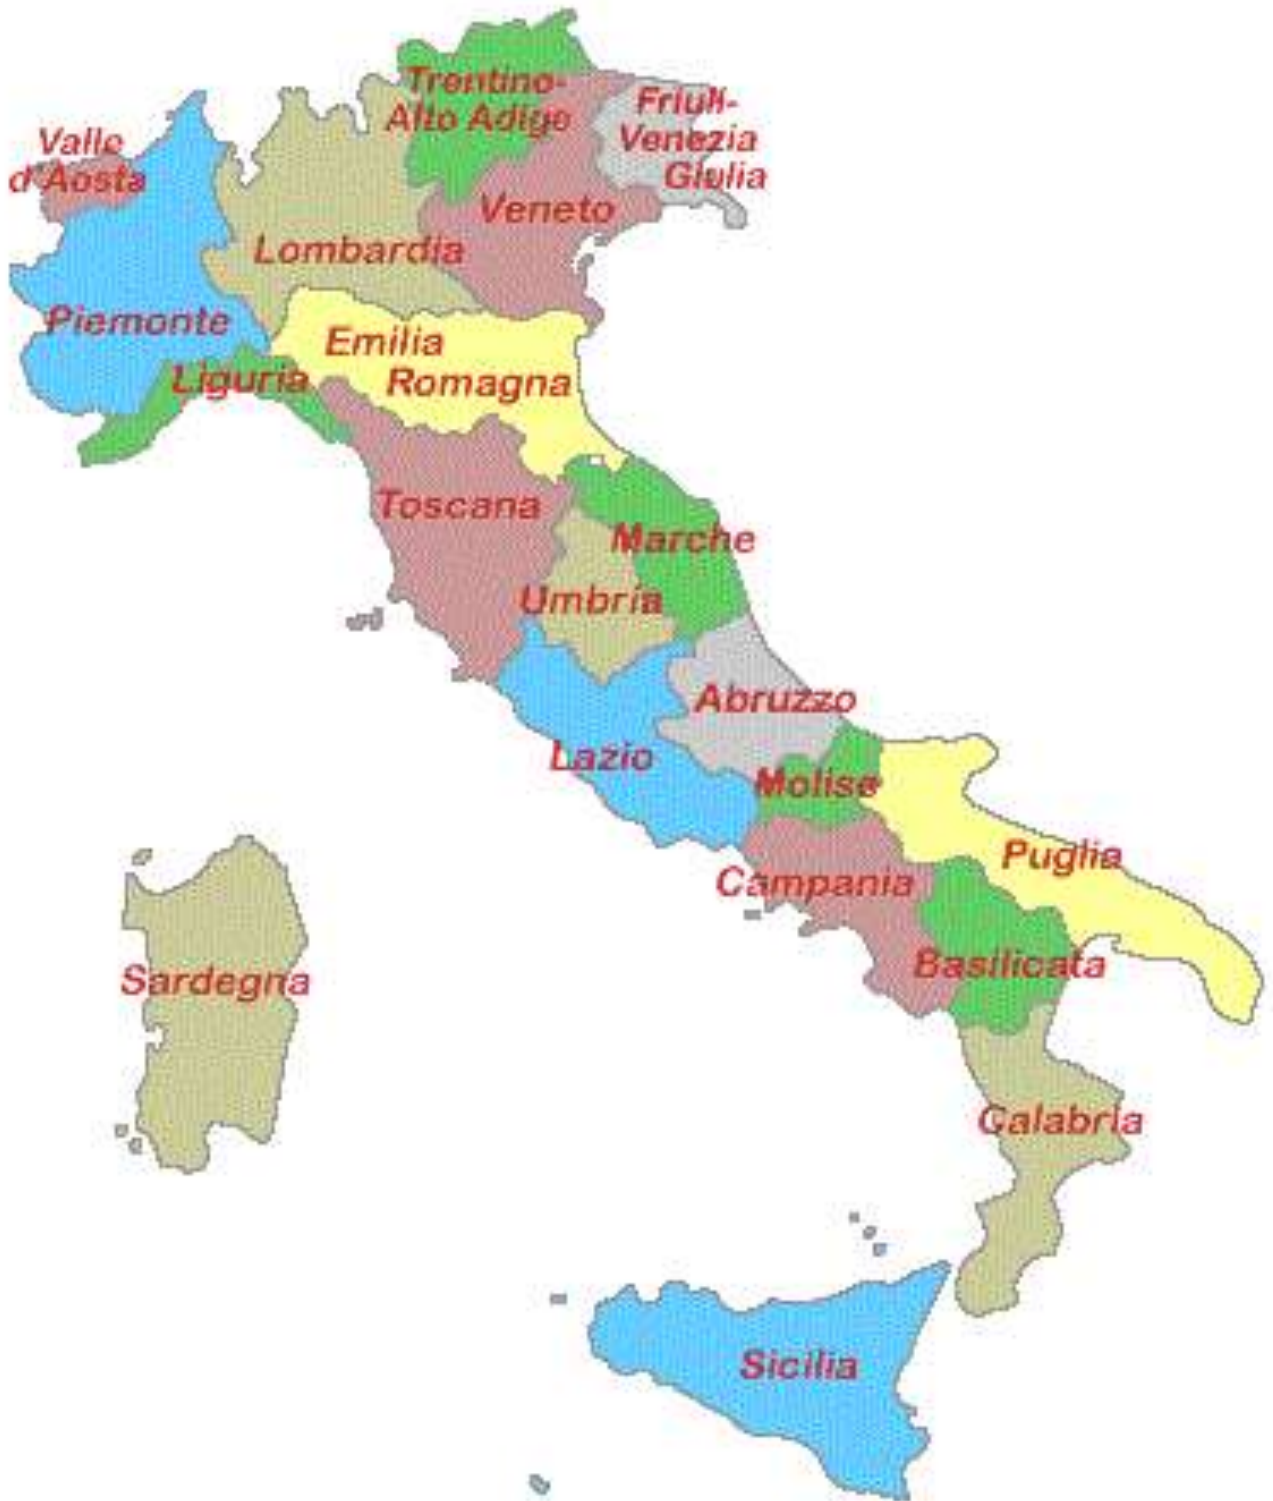 Trentino-
Alto Adige
Friuli-
Venezia
Giulia
Valle
d'Aosta
Veneto
Lombardia
Piemonte
Emilia
Romagna
Liguria
Toscana
Marche
Umbria
Abruzzo
Lazio
Molise
Puglia
Campania
Basilicata
Sardegna
Calabria
Sicilia